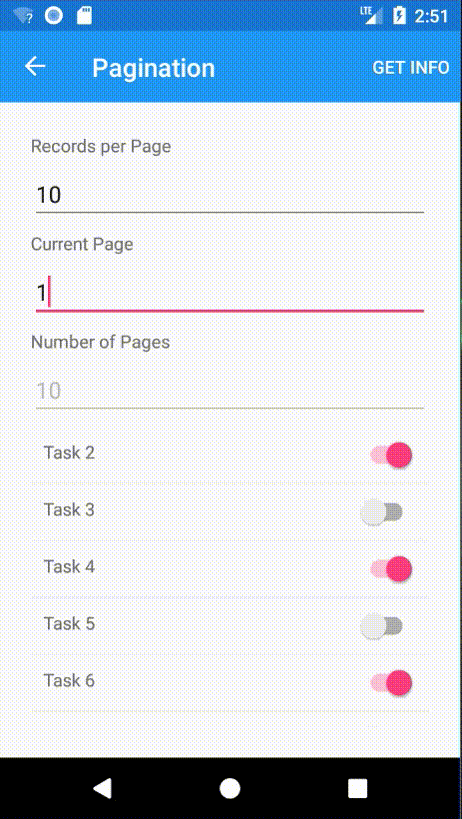 LTE 2:51
Pagination GET INFO
Records per Page
10
Current Page
1
Number of Pages
10
Task 2
Task 3
Task 4
Task 5
Task 6